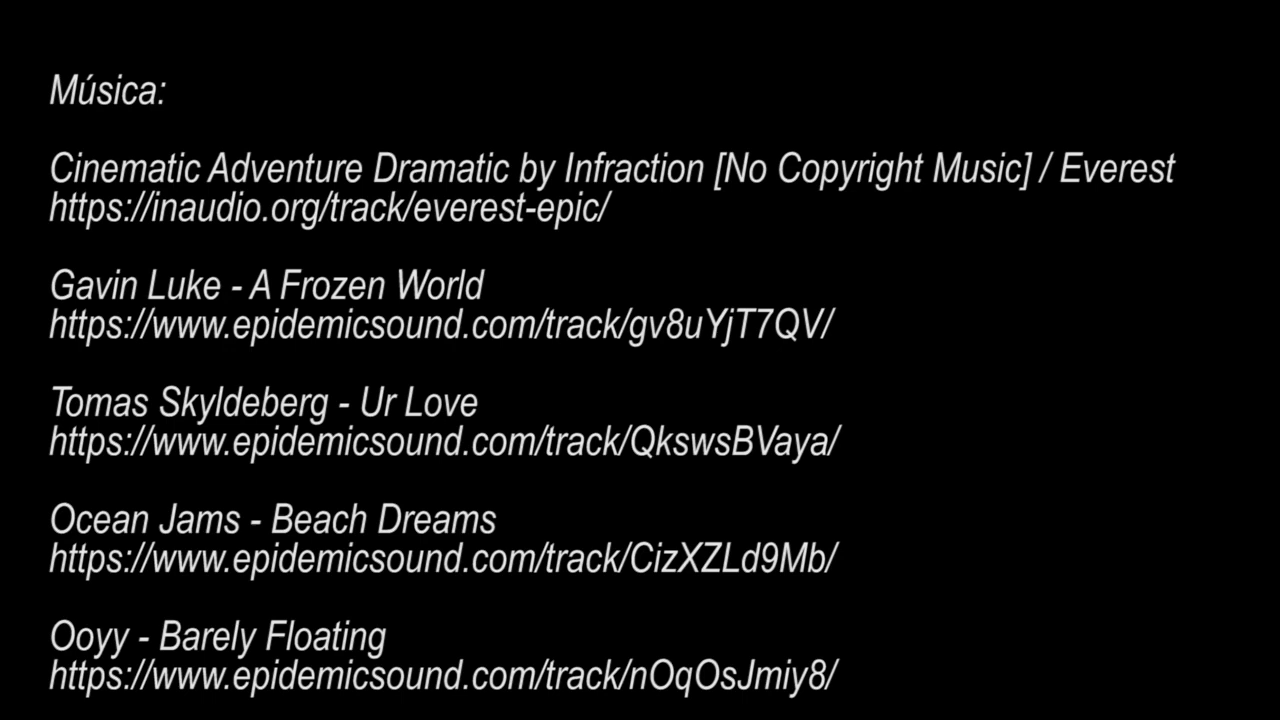 Música:
Cinematic Adventure Dramatic by Infraction [No Copyright Music] / Everest
https://inaudio.org/track/everest-epic/
Gavin Luke - A Frozen World
https://www.epidemicsound.com/track/gv8uYjT7QV/
Tomas Skyldeberg - Ur Love
https://www.epidemicsound.com/track/QkswsBVaya/
Ocean Jams - Beach Dreams
https://www.epidemicsound.com/track/CizXZLd9Mb/
Ooyy - Barely Floating
https://www.epidemicsound.com/track/nOqOsJmiy8/